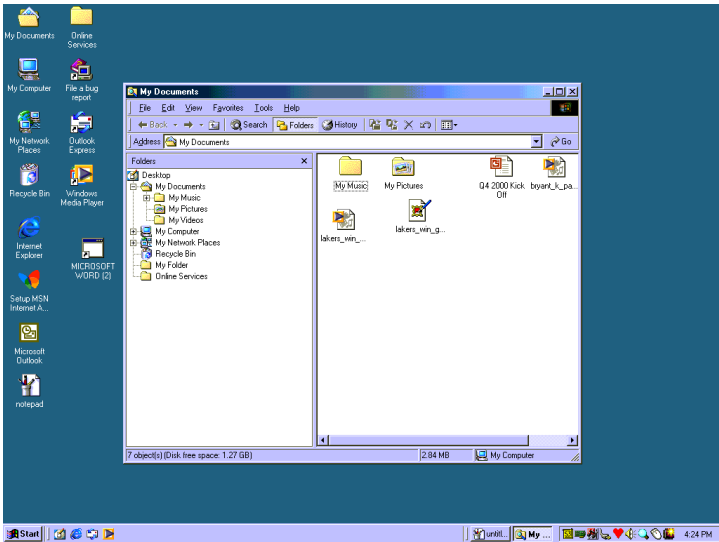 My Documents
Online
Services
My Computer
File a bug
report
My Network
Places
Outlook
Express
Recycle Bin
Windows
Media Player
Internet
Explorer
MICROSOFT
WORD (2)
Setup MSN
Internet A...
Microsoft
Outlook
notepad
My Documents
File Edit View Favorites Tools Help
Back Search Folders History
Address My Documents Go
Folders
Desktop
My Documents
My Music
My Pictures
My Videos
My Computer
My Network Places
Recycle Bin
My Folder
Online Services
My Music
My Pictures
Q4 2000 Kick
Off
bryant_k_pa...
lakers_win_...
lakers_win_g...
7 object(s) (Disk free space: 1.27 GB)
2.84 MB
My Computer
Start
untitl...
My ...
4:24 PM